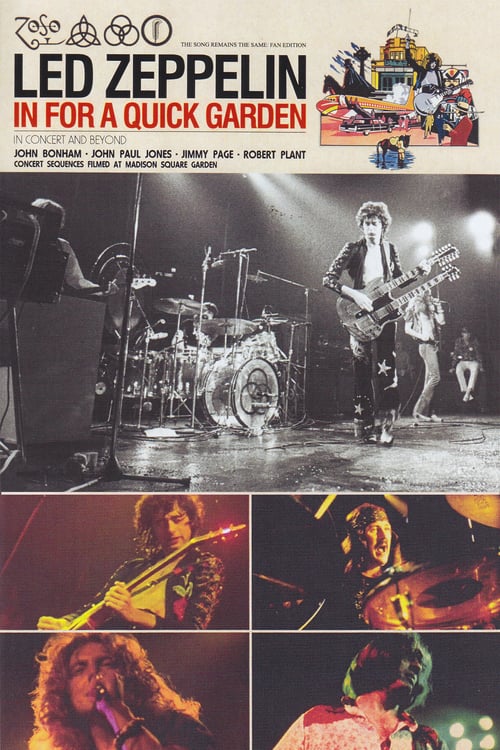 ZOSO
THE SONG REMAINS THE SAME: FAN EDITION
LED ZEPPELIN
IN FOR A QUICK GARDEN
IN CONCERT AND BEYOND
JOHN BONHAM · JOHN PAUL JONES · JIMMY PAGE · ROBERT PLANT
CONCERT SEQUENCES FILMED AT MADISON SQUARE GARDEN